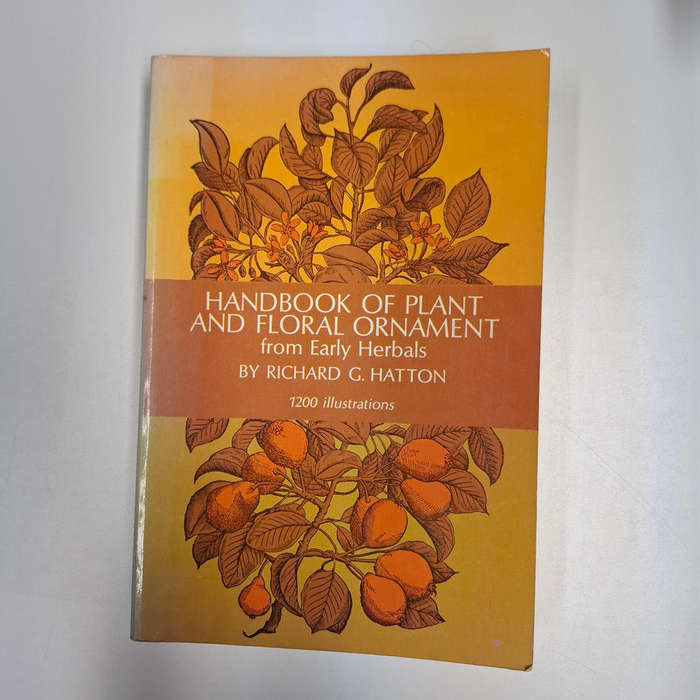 HANDBOOK OF PLANT
AND FLORAL ORNAMENT
from Early Herbals
BY RICHARD G. HATTON
1200 illustrations